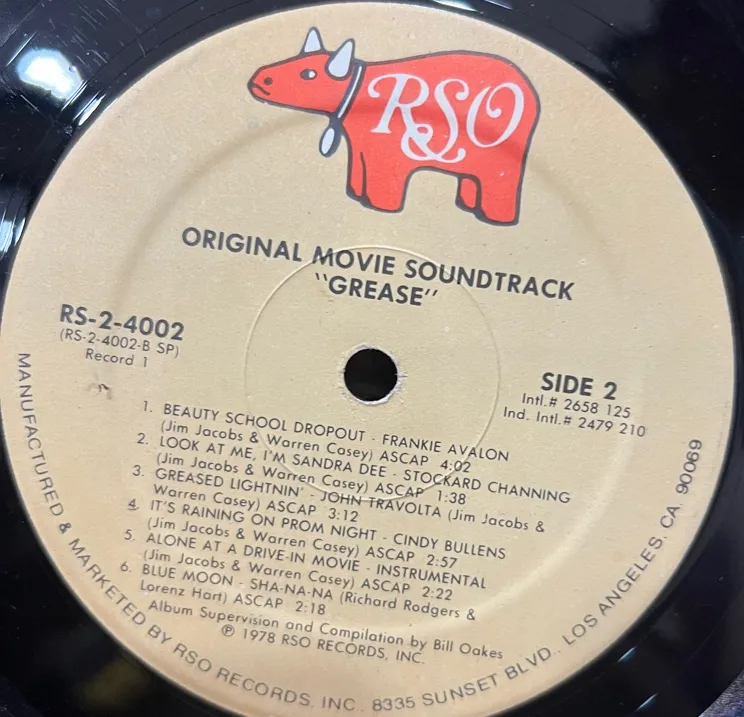 RSO
ORIGINAL MOVIE SOUNDTRACK
"GREASE"
RS-2-4002
(RS-2-4002-B SP)
Record 1
SIDE 2
Intl.# 2658 125
Ind. Intl.# 2479 210
1. BEAUTY SCHOOL DROPOUT - FRANKIE AVALON
(Jim Jacobs & Warren Casey) ASCAP 4:02
2. LOOK AT ME, I'M SANDRA DEE - STOCKARD CHANNING
(Jim Jacobs & Warren Casey) ASCAP 1:38
3. GREASED LIGHTNIN' - JOHN TRAVOLTA (Jim Jacobs &
Warren Casey) ASCAP 3:12
4. IT'S RAINING ON PROM NIGHT - CINDY BULLENS
(Jim Jacobs & Warren Casey) ASCAP 2:57
5. ALONE AT A DRIVE-IN MOVIE - INSTRUMENTAL
(Jim Jacobs & Warren Casey) ASCAP 2:22
6. BLUE MOON - SHA-NA-NA (Richard Rodgers &
Lorenz Hart) ASCAP 2:18
Album Supervision and Compilation by Bill Oakes
℗ 1978 RSO RECORDS, INC.
MANUFACTURED & MARKETED BY RSO RECORDS, INC. 8335 SUNSET BLVD., LOS ANGELES, CA. 90069